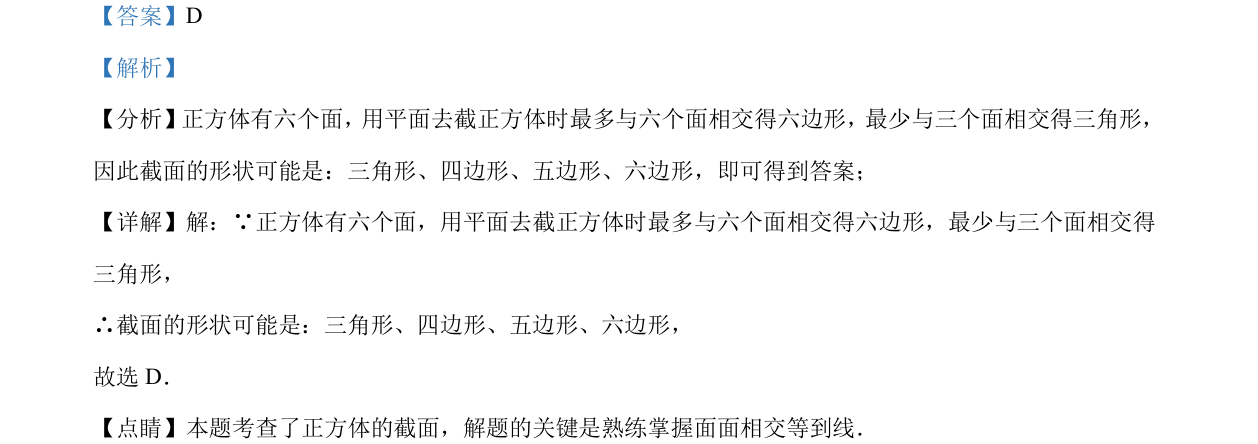 【答案】D
【解析】
【分析】正方体有六个面，用平面去截正方体时最多与六个面相交得六边形，最少与三个面相交得三角形，
因此截面的形状可能是：三角形、四边形、五边形、六边形，即可得到答案；
【详解】解：∵正方体有六个面，用平面去截正方体时最多与六个面相交得六边形，最少与三个面相交得
三角形，
∴截面的形状可能是：三角形、四边形、五边形、六边形，
故选 D．
【点睛】本题考查了正方体的截面，解题的关键是熟练掌握面面相交等到线．